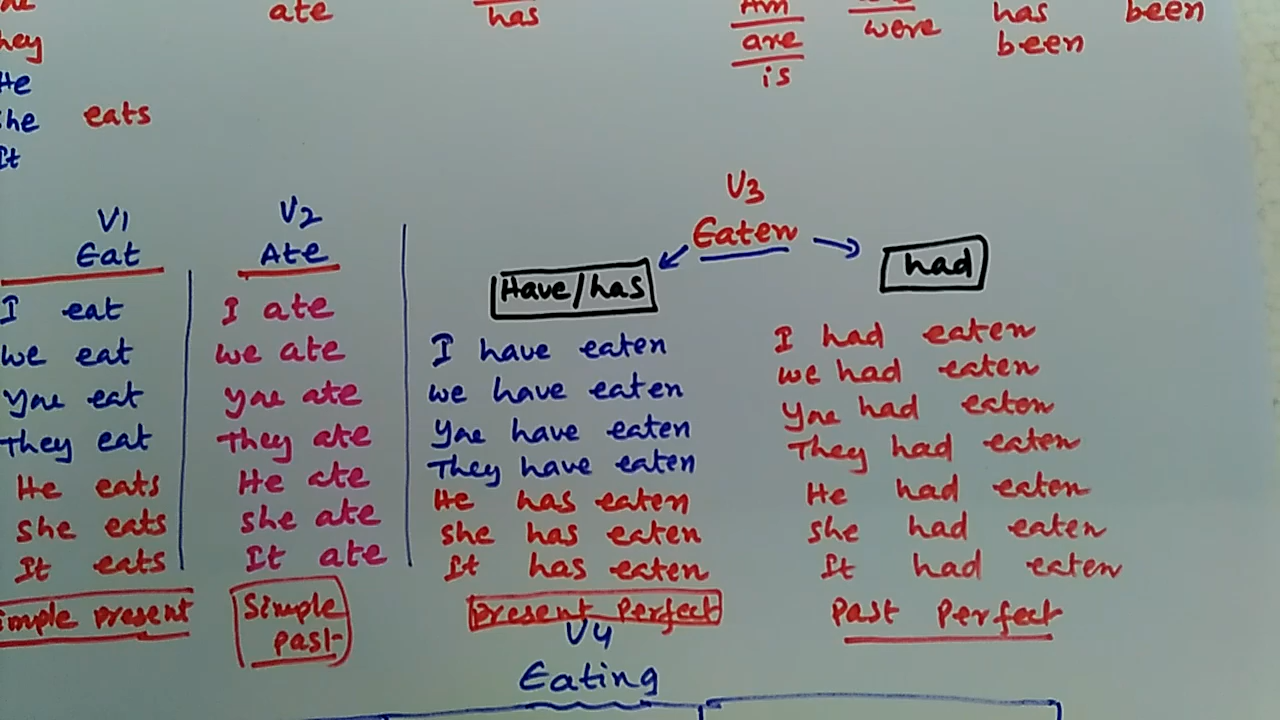 ate has Am were has been
hey are been
He is
she eats
It
V3
V1 V2 Eaten
Eat Ate Have/has had
I eat I ate I have eaten I had eaten
we eat we ate we have eaten we had eaten
You eat You ate You have eaten You had eaten
They eat They ate They have eaten They had eaten
He eats He ate He has eaten He had eaten
she eats she ate she has eaten she had eaten
It eats It ate It has eaten It had eaten
imple present Simple past Present Perfect Past Perfect
V4
Eating